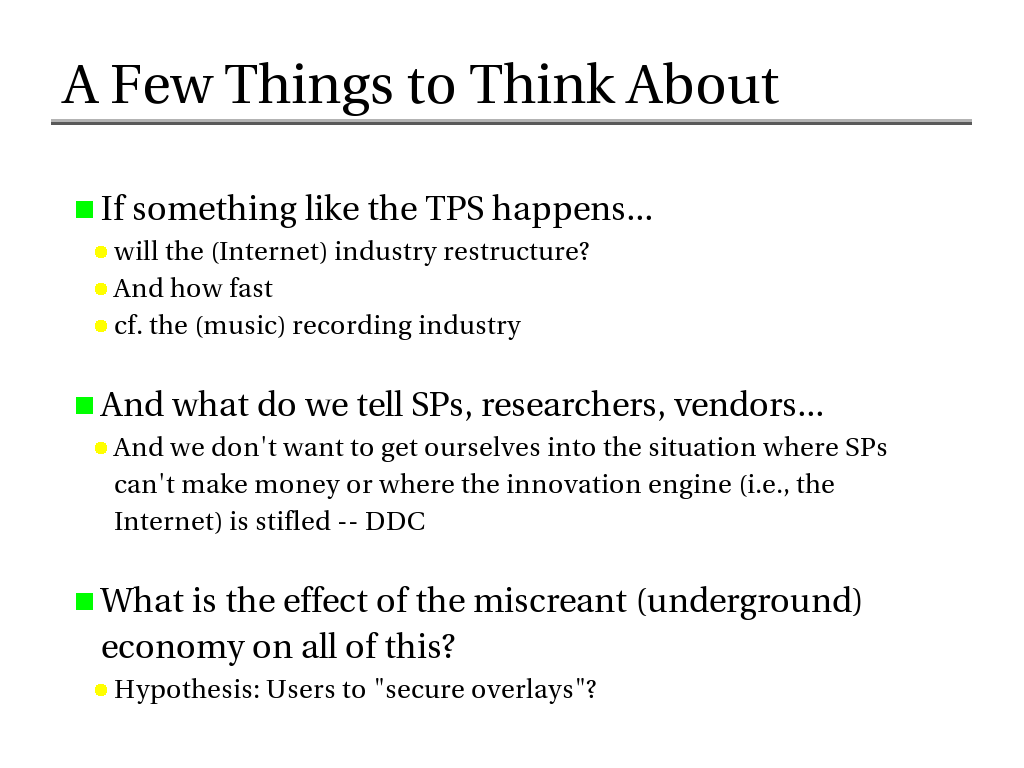 A Few Things to Think About
If something like the TPS happens...
will the (Internet) industry restructure?
And how fast
cf. the (music) recording industry
And what do we tell SPs, researchers, vendors...
And we don't want to get ourselves into the situation where SPs
can't make money or where the innovation engine (i.e., the
Internet) is stifled -- DDC
What is the effect of the miscreant (underground)
economy on all of this?
Hypothesis: Users to "secure overlays"?